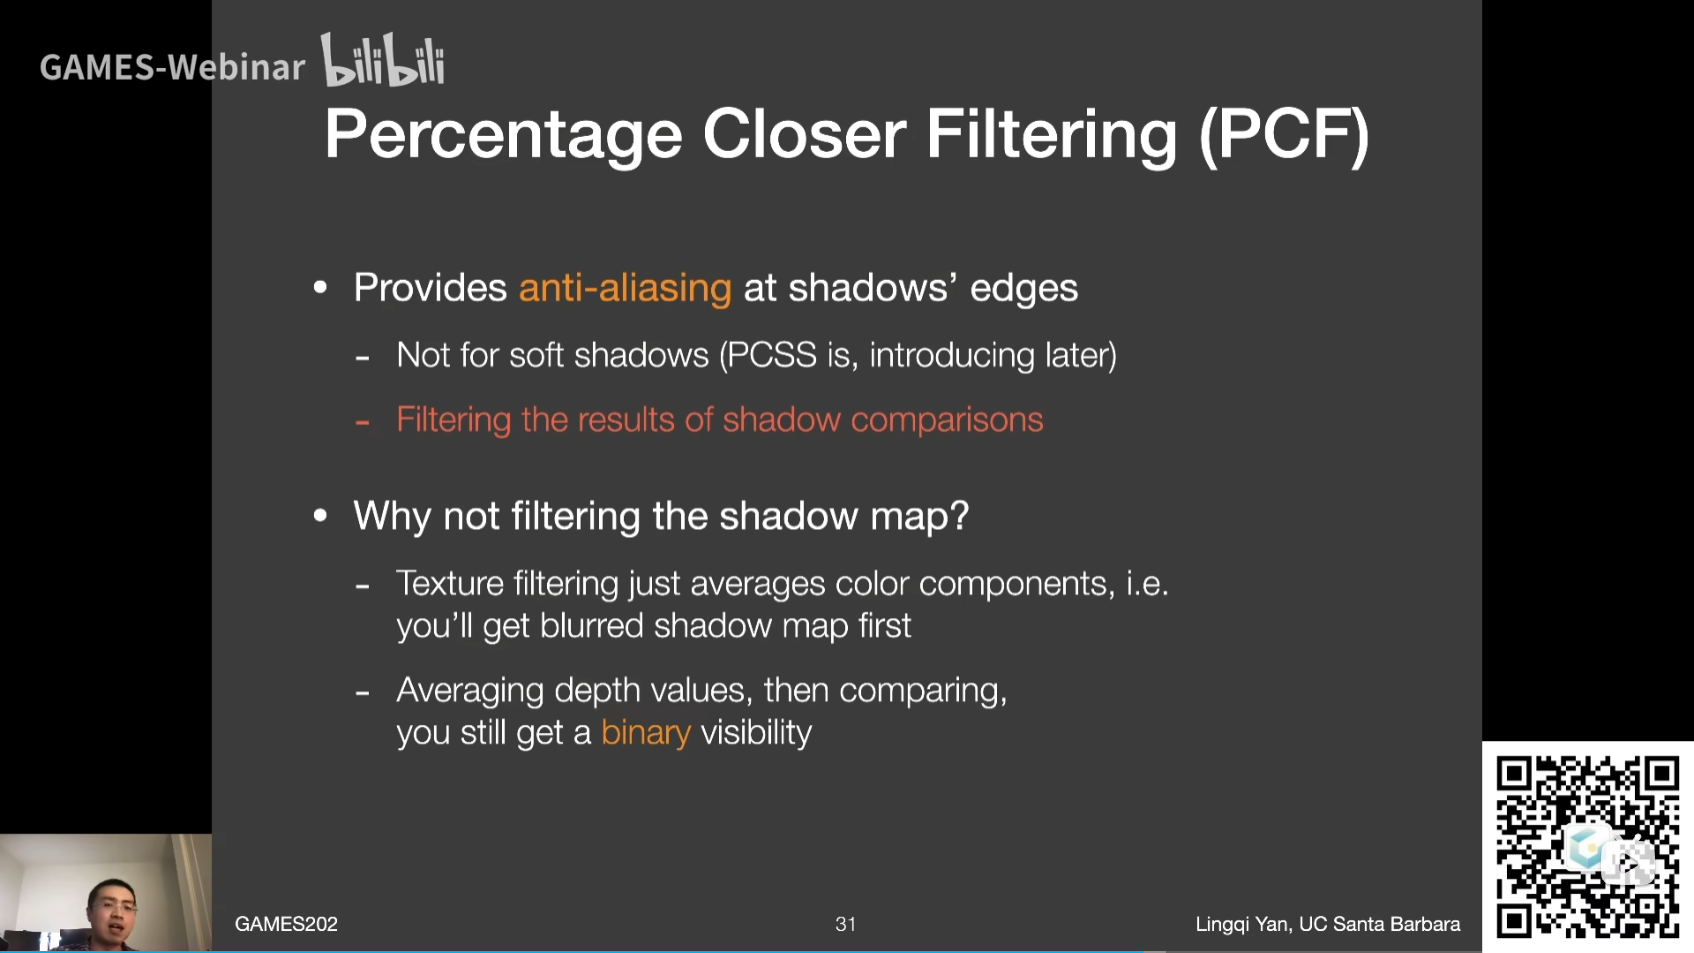 GAMES-Webinar bilibili
Percentage Closer Filtering (PCF)
• Provides anti-aliasing at shadows’ edges
- Not for soft shadows (PCSS is, introducing later)
- Filtering the results of shadow comparisons
• Why not filtering the shadow map?
- Texture filtering just averages color components, i.e.
you’ll get blurred shadow map first
- Averaging depth values, then comparing,
you still get a binary visibility
GAMES202
31
Lingqi Yan, UC Santa Barbara